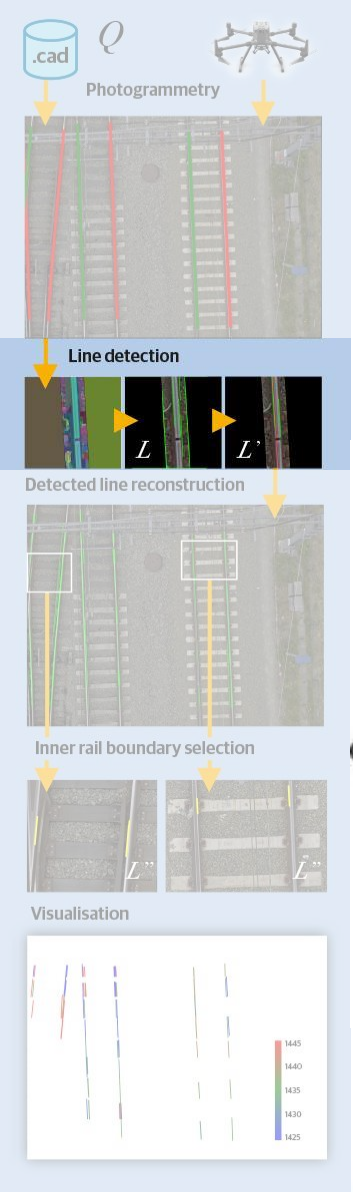 .cad Q
Photogrammetry
Line detection
L L’
Detected line reconstruction
Inner rail boundary selection
L” L”
Visualisation
1445
1440
1435
1430
1425